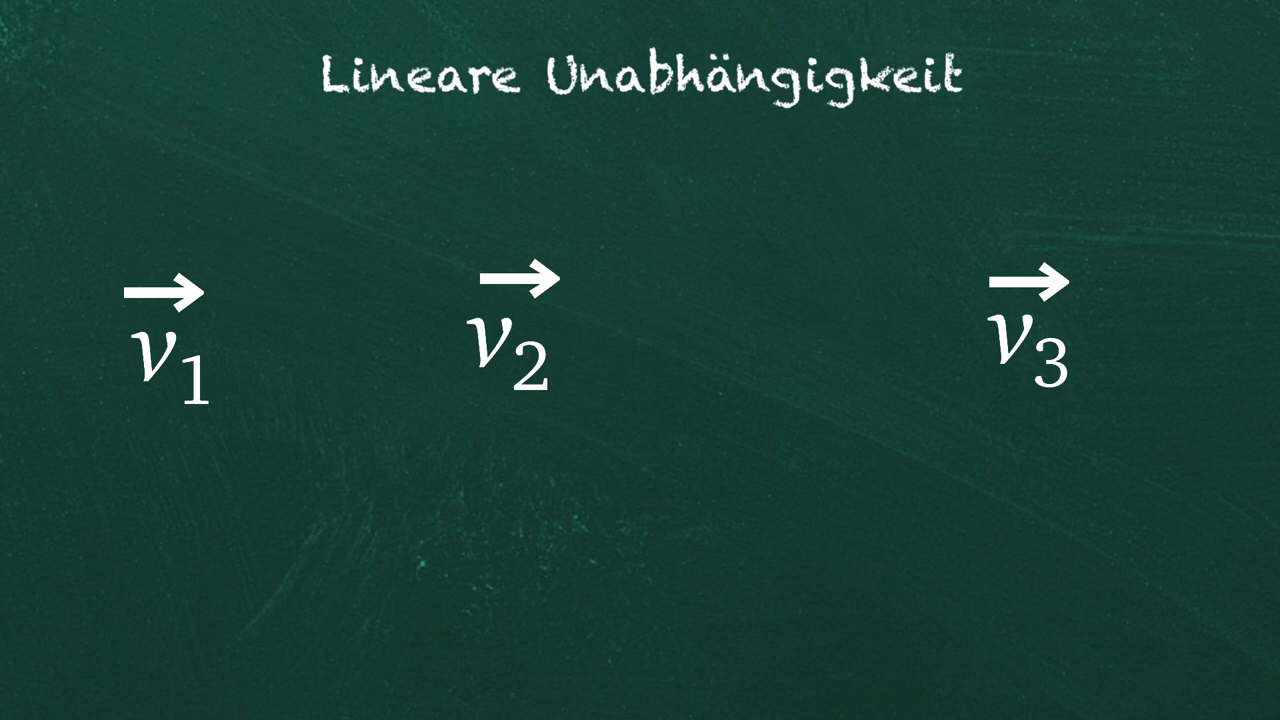 Lineare Unabhängigkeit
v⃗₁ v⃗₂ v⃗₃